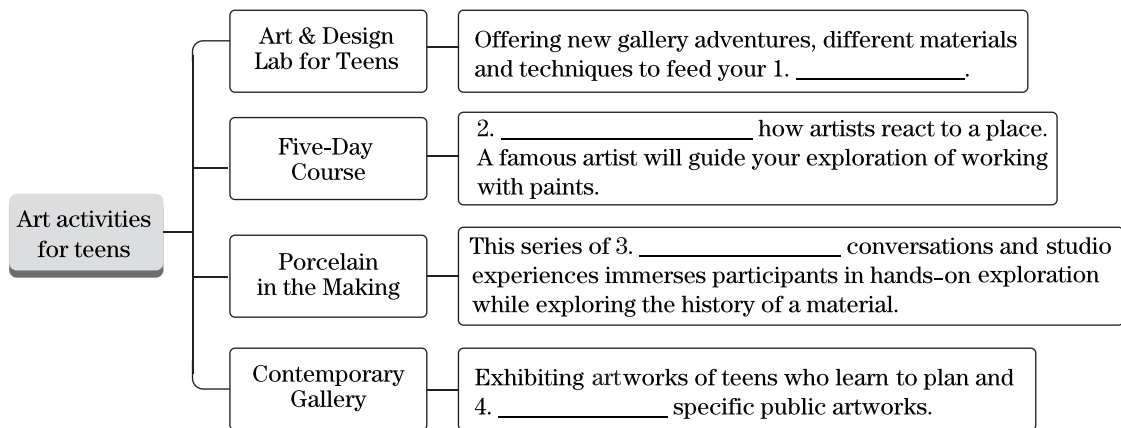 Art activities
for teens
Art & Design
Lab for Teens
Offering new gallery adventures, different materials
and techniques to feed your 1. ______________.
Five-Day
Course
2. ______________________ how artists react to a place.
A famous artist will guide your exploration of working
with paints.
Porcelain
in the Making
This series of 3. __________________ conversations and studio
experiences immerses participants in hands-on exploration
while exploring the history of a material.
Contemporary
Gallery
Exhibiting artworks of teens who learn to plan and
4. _______________ specific public artworks.